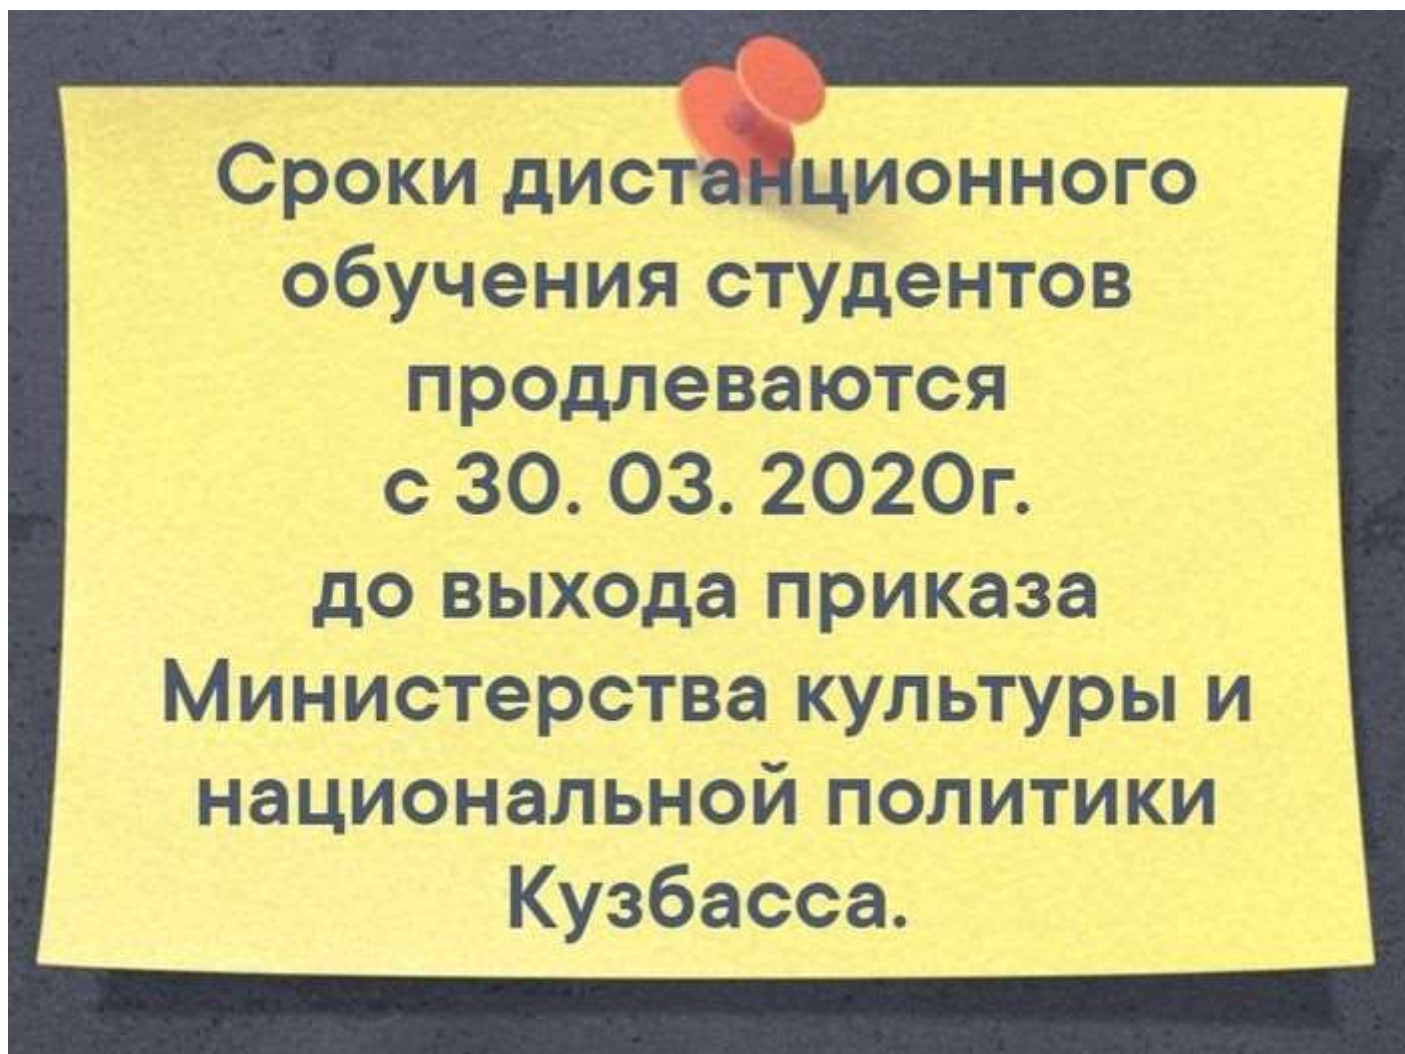 Сроки дистанционного
обучения студентов
продлеваются
с 30. 03. 2020г.
до выхода приказа
Министерства культуры и
национальной политики
Кузбасса.